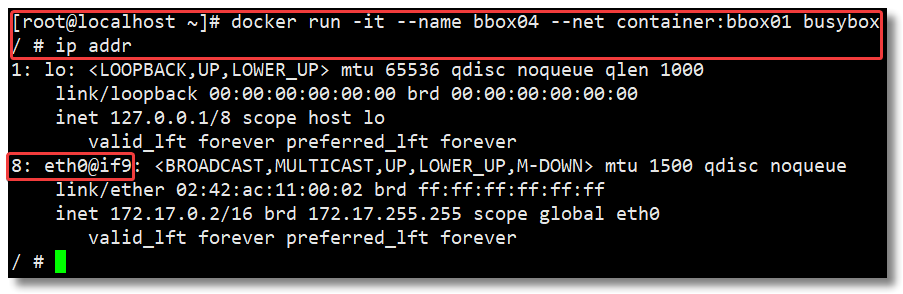 [root@localhost ~]# docker run -it --name bbox04 --net container:bbox01 busybox
/ # ip addr
1: lo: <LOOPBACK,UP,LOWER_UP> mtu 65536 qdisc noqueue qlen 1000
    link/loopback 00:00:00:00:00:00 brd 00:00:00:00:00:00
    inet 127.0.0.1/8 scope host lo
       valid_lft forever preferred_lft forever
8: eth0@if9: <BROADCAST,MULTICAST,UP,LOWER_UP,M-DOWN> mtu 1500 qdisc noqueue
    link/ether 02:42:ac:11:00:02 brd ff:ff:ff:ff:ff:ff
    inet 172.17.0.2/16 brd 172.17.255.255 scope global eth0
       valid_lft forever preferred_lft forever
/ #